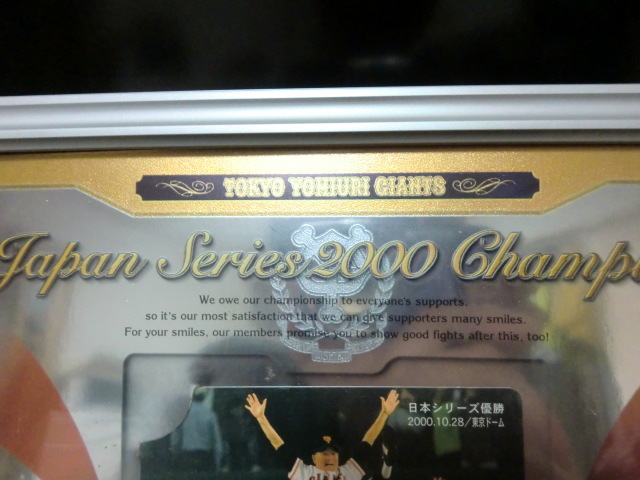 TOKYO YOMIURI GIANTS
Japan Series 2000 Champi
We owe our championship to everyone's supports.
so it's our most satisfaction that we can give supporters many smiles.
For your smiles, our members promise you to show good fights after this, too!
日本シリーズ優勝
2000.10.28/東京ドーム